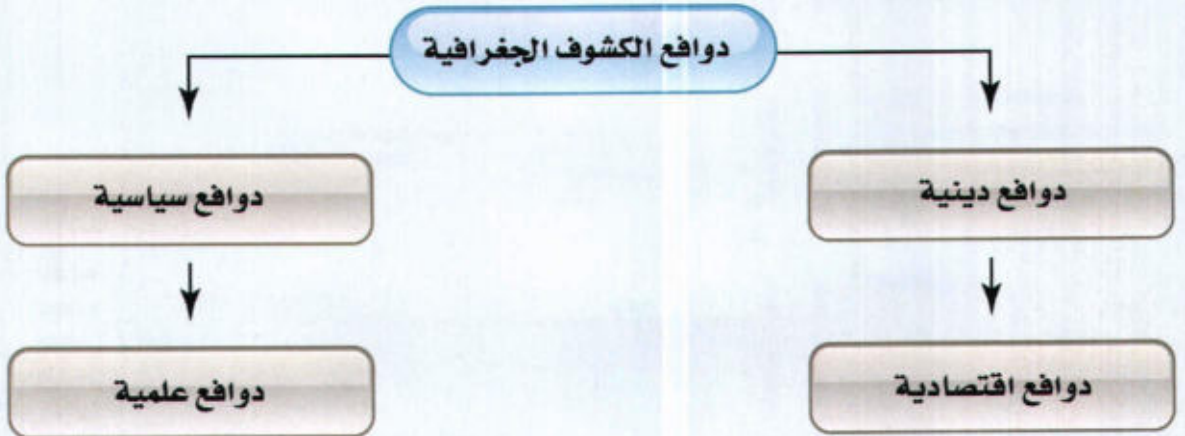 دوافع الكشوف الجغرافية
دوافع دينية
دوافع سياسية
دوافع اقتصادية
دوافع علمية